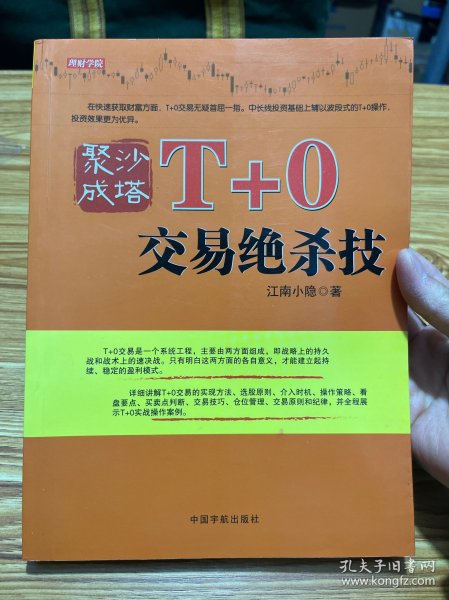 理财学院
在快速获取财富方面，T+0交易无疑首屈一指。中长线投资基础上辅以波段式的T+0操作，
投资效果更为优异。
聚沙
成塔
T+0
交易绝杀技
江南小隐◎著
T+0交易是一个系统工程，主要由两方面组成，即战略上的持久
战和战术上的速决战。只有明白这两方面的各自意义，才能建立起持
续、稳定的盈利模式。
详细讲解T+0交易的实现方法、选股原则、介入时机、操作策略、看
盘要点、买卖点判断、交易技巧、仓位管理、交易原则和纪律，并全程展
示T+0实战操作案例。
中国宇航出版社
孔夫子旧书网
www.kongfz.com